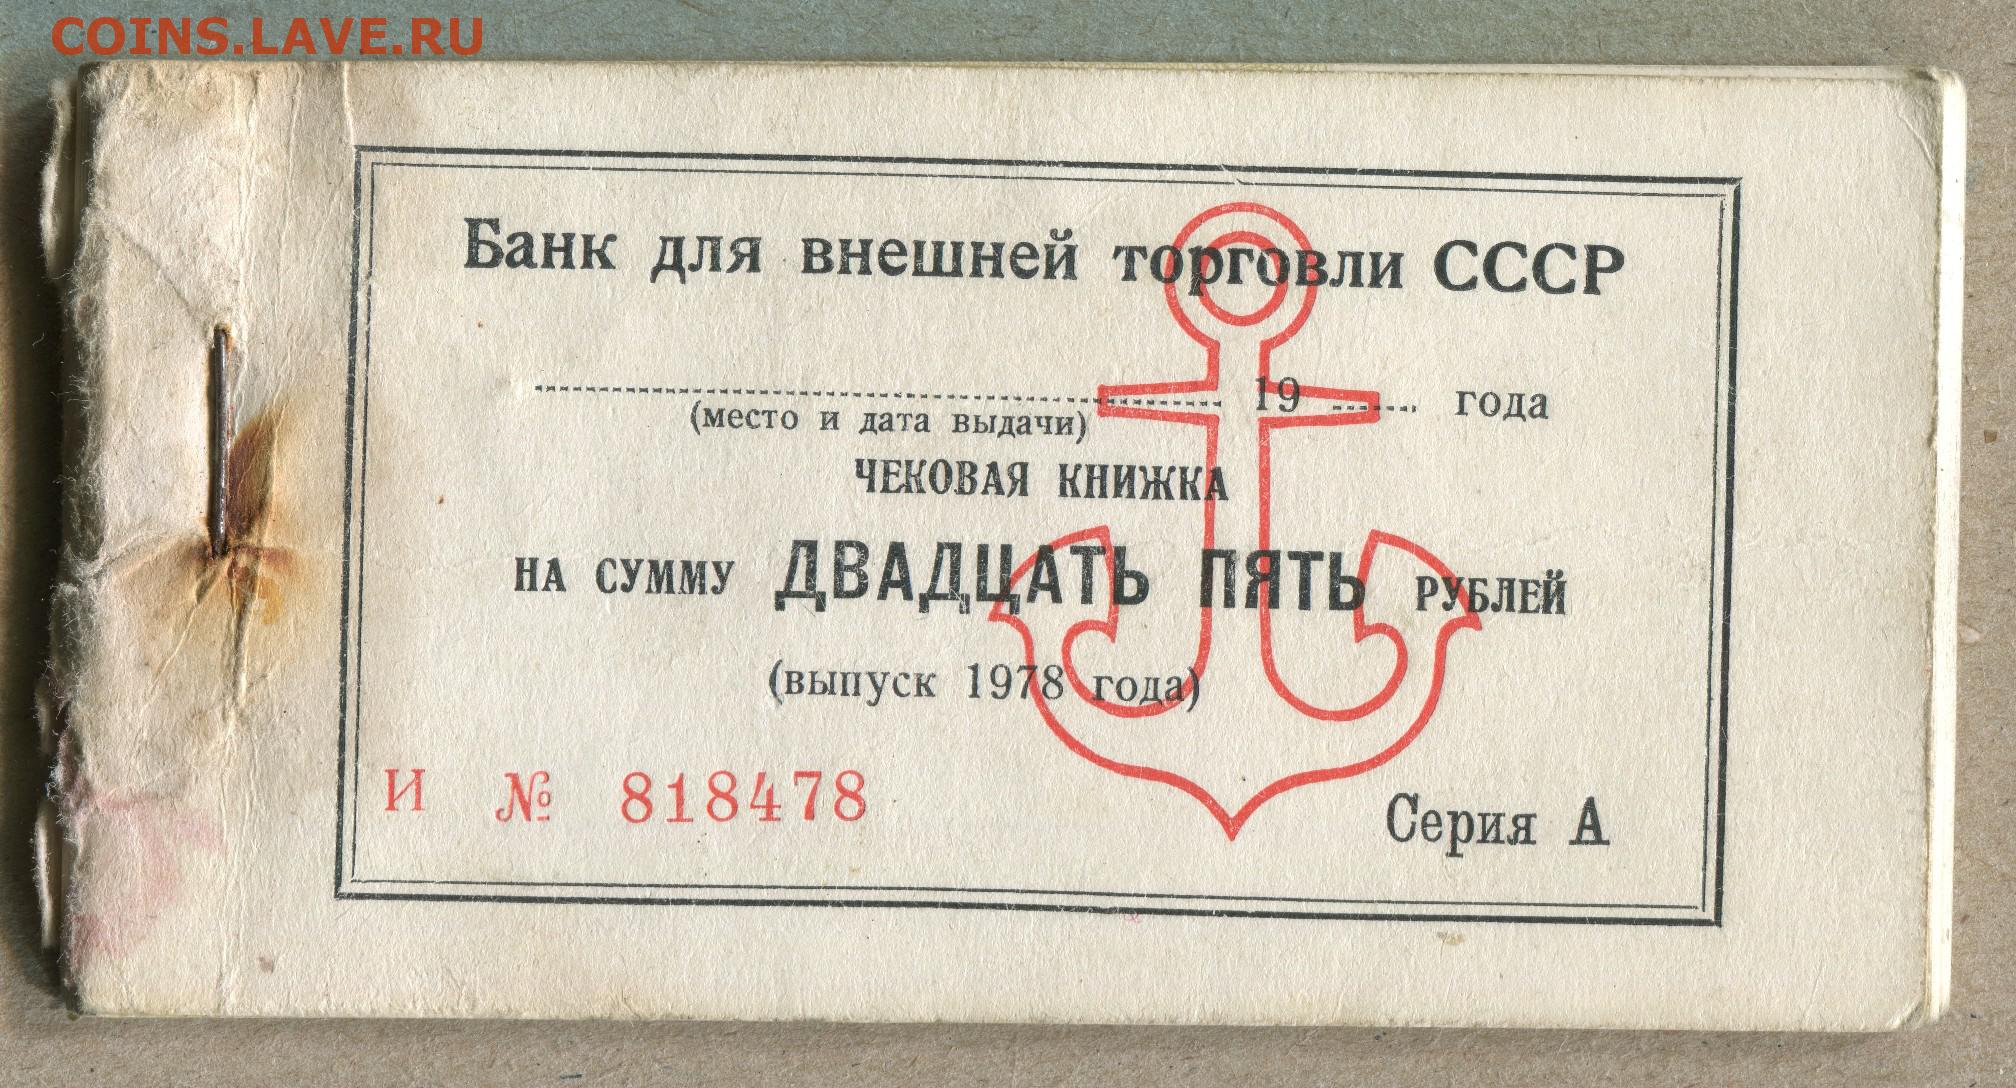 COINS.LAVE.RU
Банк для внешней торговли СССР
19 ...... года
(место и дата выдачи)
ЧЕКОВАЯ КНИЖКА
НА СУММУ ДВАДЦАТЬ ПЯТЬ РУБЛЕЙ
(выпуск 1978 года)
И № 818478
Серия А